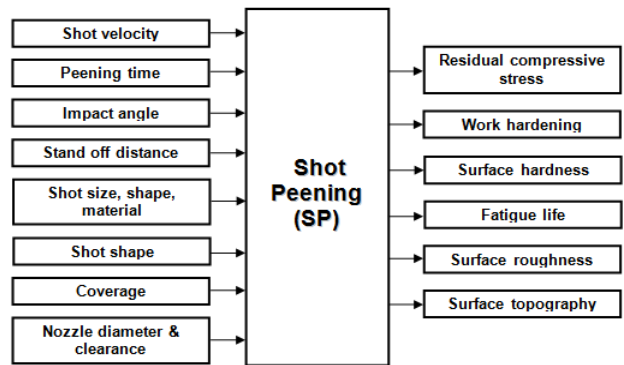 Shot velocity
Peening time
Impact angle
Stand off distance
Shot size, shape,
material
Shot shape
Coverage
Nozzle diameter &
clearance
Shot
Peening
(SP)
Residual compressive
stress
Work hardening
Surface hardness
Fatigue life
Surface roughness
Surface topography